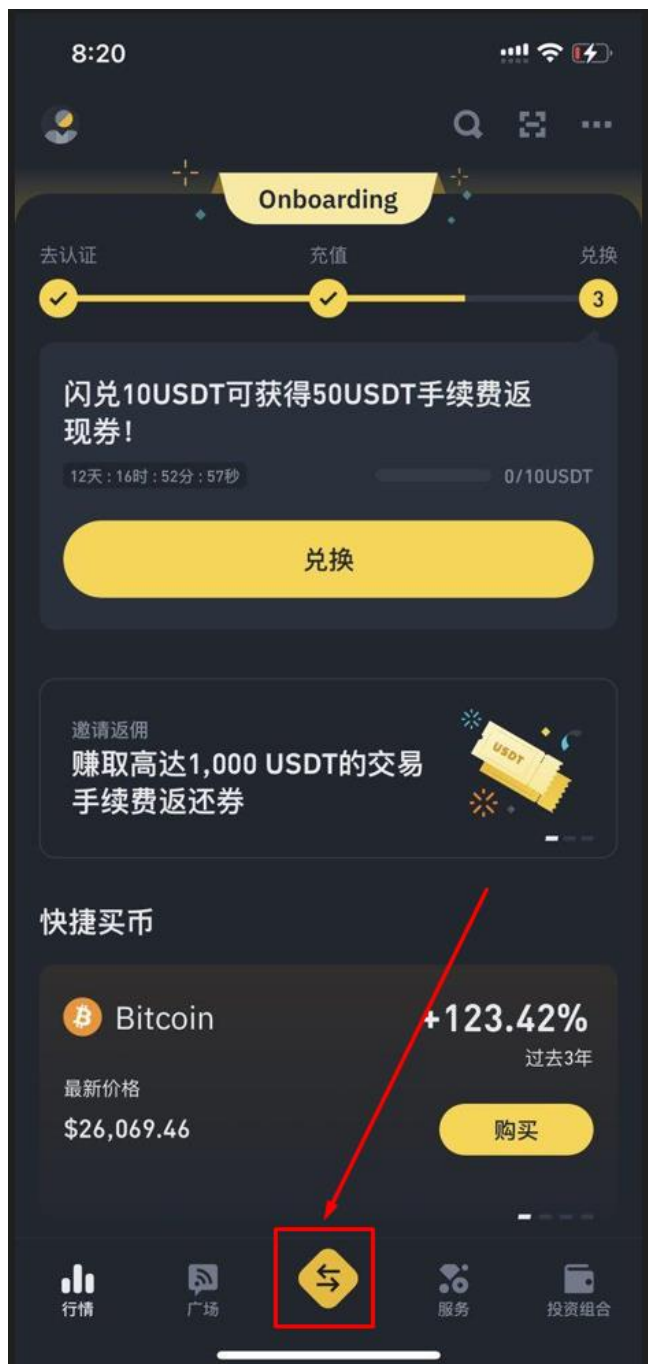 8:20
Onboarding
去认证
充值
兑换
3
闪兑10USDT可获得50USDT手续费返
现券!
12天:16时:52分:57秒
0/10USDT
兑换
邀请返佣
赚取高达1,000 USDT的交易
手续费返还券
USDT
快捷买币
Bitcoin
+123.42%
过去3年
最新价格
$26,069.46
购买
行情
广场
服务
投资组合